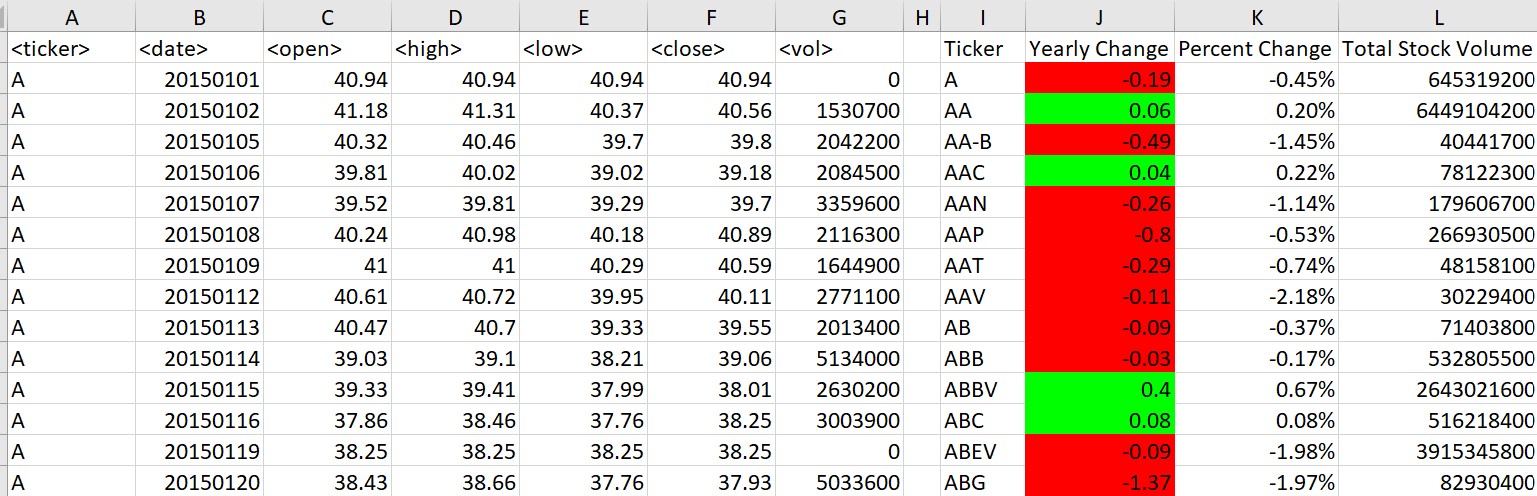 A B C D E F G H I J K L
<ticker> <date> <open> <high> <low> <close> <vol> Ticker Yearly Change Percent Change Total Stock Volume
A 20150101 40.94 40.94 40.94 40.94 0 A -0.19 -0.45% 645319200
A 20150102 41.18 41.31 40.37 40.56 1530700 AA 0.06 0.20% 6449104200
A 20150105 40.32 40.46 39.7 39.8 2042200 AA-B -0.49 -1.45% 40441700
A 20150106 39.81 40.02 39.02 39.18 2084500 AAC 0.04 0.22% 78122300
A 20150107 39.52 39.81 39.29 39.7 3359600 AAN -0.26 -1.14% 179606700
A 20150108 40.24 40.98 40.18 40.89 2116300 AAP -0.8 -0.53% 266930500
A 20150109 41 41 40.29 40.59 1644900 AAT -0.29 -0.74% 48158100
A 20150112 40.61 40.72 39.95 40.11 2771100 AAV -0.11 -2.18% 30229400
A 20150113 40.47 40.7 39.33 39.55 2013400 AB -0.09 -0.37% 71403800
A 20150114 39.03 39.1 38.21 39.06 5134000 ABB -0.03 -0.17% 532805500
A 20150115 39.33 39.41 37.99 38.01 2630200 ABBV 0.4 0.67% 2643021600
A 20150116 37.86 38.46 37.76 38.25 3003900 ABC 0.08 0.08% 516218400
A 20150119 38.25 38.25 38.25 38.25 0 ABEV -0.09 -1.98% 3915345800
A 20150120 38.43 38.66 37.76 37.93 5033600 ABG -1.37 -1.97% 82930400